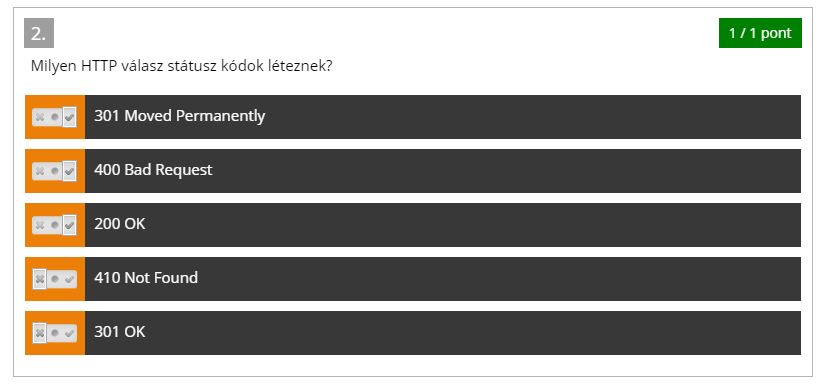 2.
1 / 1 pont
Milyen HTTP válasz státusz kódok léteznek?
301 Moved Permanently
400 Bad Request
200 OK
410 Not Found
301 OK